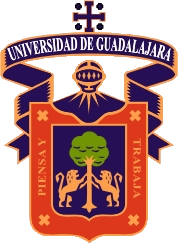 UNIVERSIDAD DE GUADALAJARA
PIENSA Y
TRABAJA